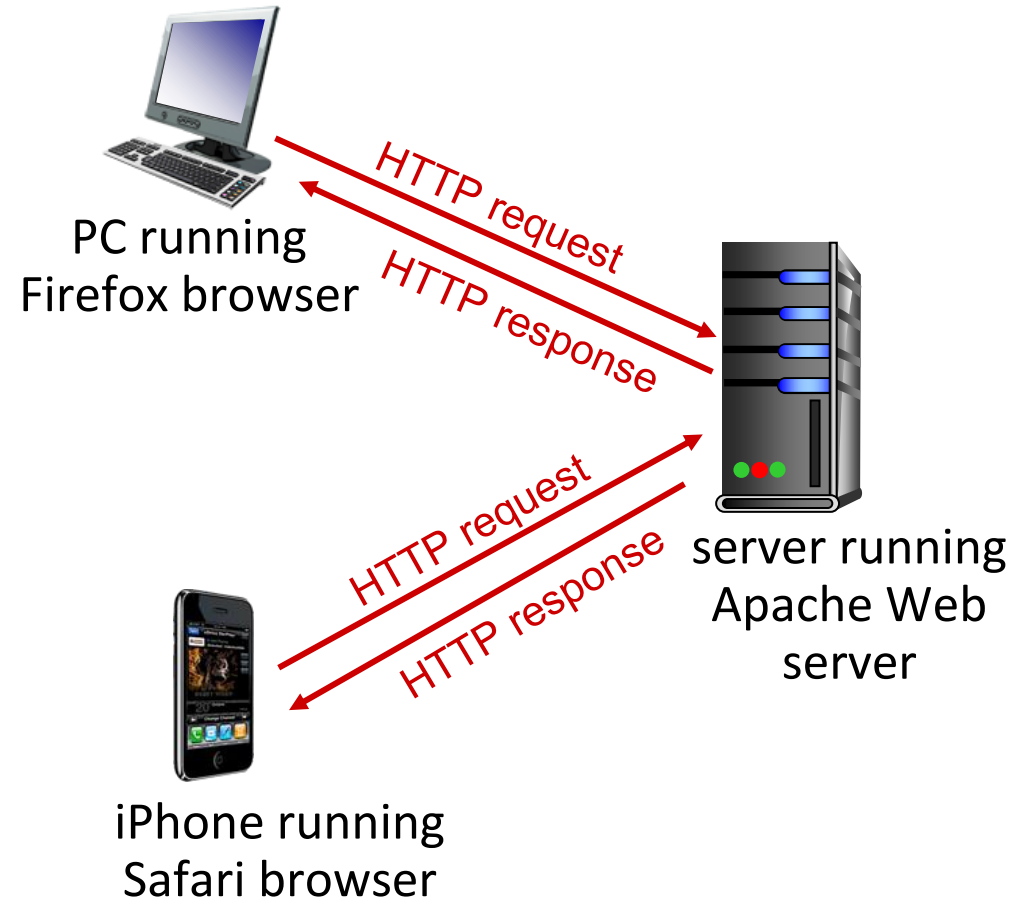 HTTP request
HTTP response
PC running
Firefox browser
HTTP request
HTTP response
server running
Apache Web
server
iPhone running
Safari browser